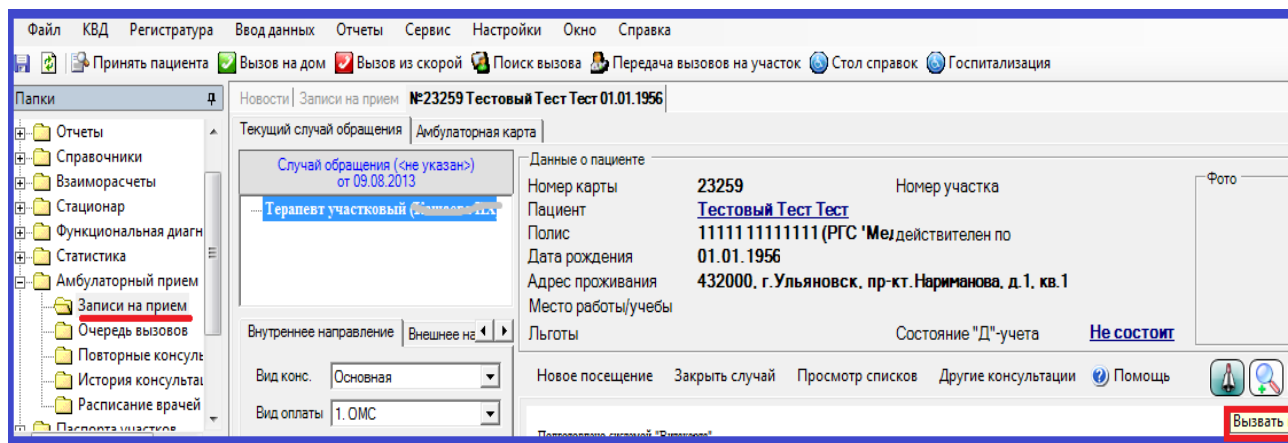 Файл КВД Регистратура Ввод данных Отчеты Сервис Настройки Окно Справка
Принять пациента Вызов на дом Вызов из скорой Поиск вызова Передача вызовов на участок Стол справок Госпитализация
Папки
Новости Записи на прием №23259 Тестовый Тест Тест 01.01.1956
Отчеты
Справочники
Взаиморасчеты
Стационар
Функциональная диагн
Статистика
Амбулаторный прием
Записи на прием
Очередь вызовов
Повторные консуль
История консульта
Расписание врачей
Паспорта участков
Текущий случай обращения Амбулаторная карта
Случай обращения (<не указан>)
от 09.08.2013
Терапевт участковый (
Внутреннее направление Внешнее на
Вид конс. Основная
Вид оплаты 1. ОМС
Данные о пациенте
Номер карты 23259 Номер участка
Пациент Тестовый Тест Тест
Полис 11111 11111111 (РГС 'Мед действителен по
Дата рождения 01.01.1956
Адрес проживания 432000, г.Ульяновск, пр-кт.Нариманова, д.1, кв.1
Место работы/учебы
Льготы Состояние "Д"-учета Не состоит
Фото
Новое посещение Закрыть случай Просмотр списков Другие консультации Помощь
Вызвать